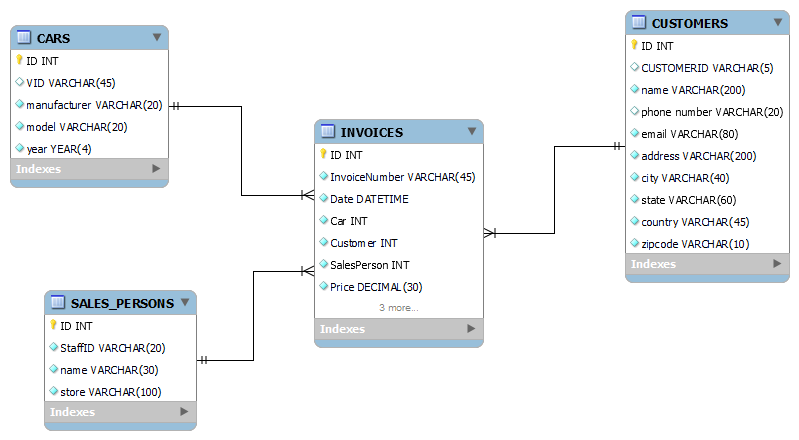 CARS
ID INT
VID VARCHAR(45)
manufacturer VARCHAR(20)
model VARCHAR(20)
year YEAR(4)
Indexes
CUSTOMERS
ID INT
CUSTOMERID VARCHAR(5)
name VARCHAR(200)
phone number VARCHAR(20)
email VARCHAR(80)
address VARCHAR(200)
city VARCHAR(40)
state VARCHAR(60)
country VARCHAR(45)
zipcode VARCHAR(10)
Indexes
INVOICES
ID INT
InvoiceNumber VARCHAR(45)
Date DATETIME
Car INT
Customer INT
SalesPerson INT
Price DECIMAL(30)
3 more...
Indexes
SALES_PERSONS
ID INT
StaffID VARCHAR(20)
name VARCHAR(30)
store VARCHAR(100)
Indexes